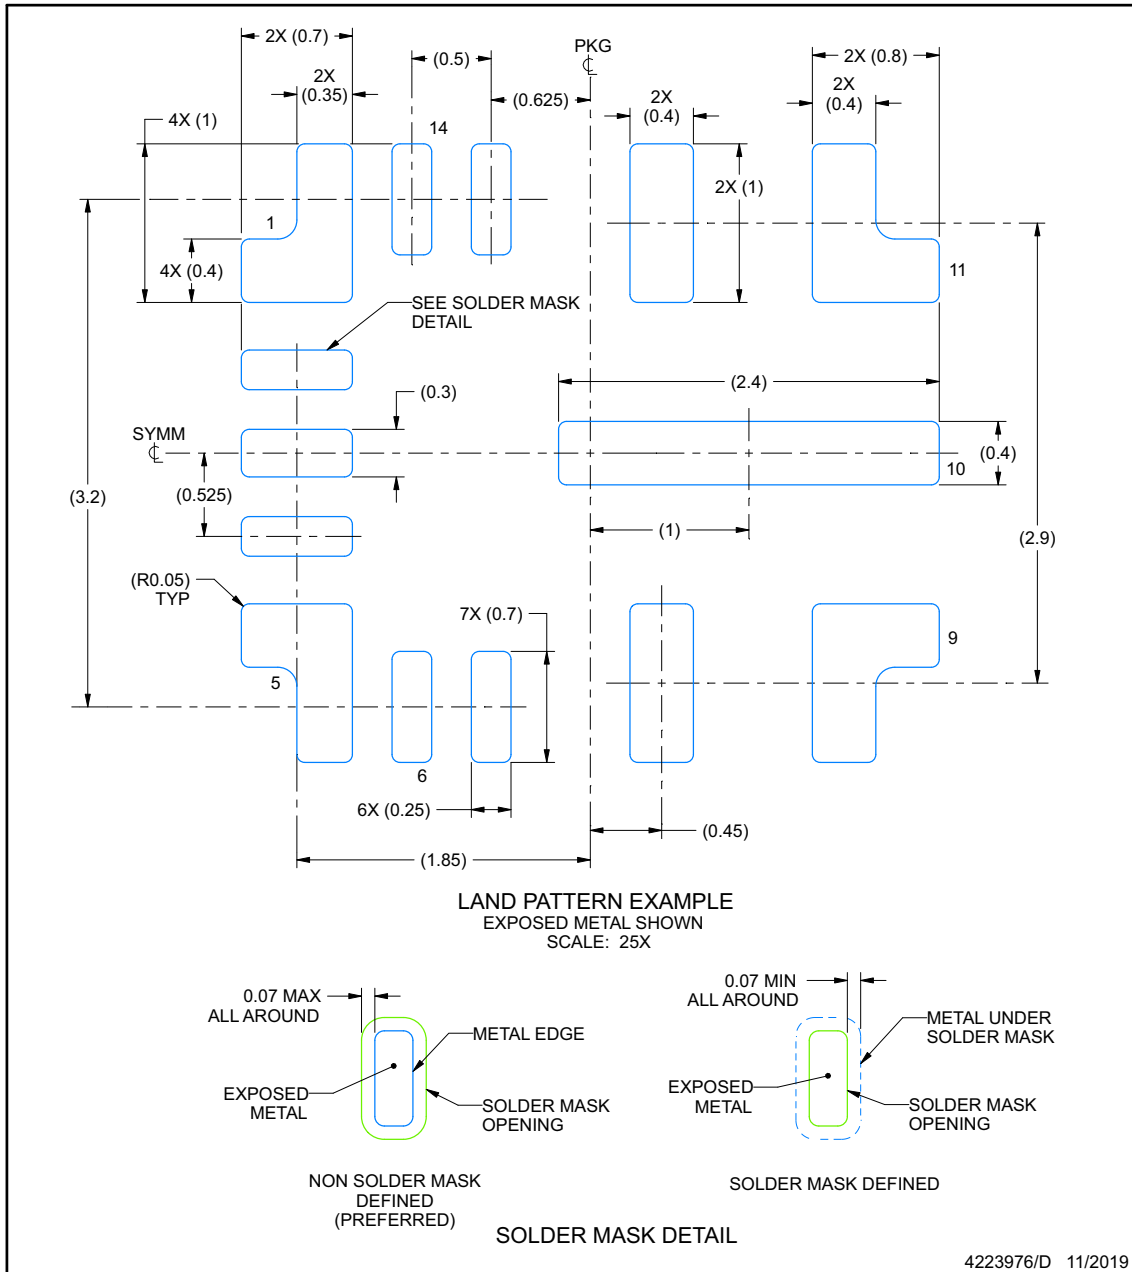 2X (0.7)
(0.5)
PKG
℄
2X (0.8)
2X
(0.35)
(0.625)
2X
(0.4)
2X
(0.4)
4X (1)
14
2X (1)
1
4X (0.4)
11
SEE SOLDER MASK
DETAIL
(2.4)
(0.3)
SYMM
℄
10
(0.4)
(3.2)
(0.525)
(1)
(2.9)
(R0.05)
TYP
7X (0.7)
9
5
6
6X (0.25)
(0.45)
(1.85)
LAND PATTERN EXAMPLE
EXPOSED METAL SHOWN
SCALE: 25X
0.07 MAX
ALL AROUND
METAL EDGE
EXPOSED
METAL
SOLDER MASK
OPENING
NON SOLDER MASK
DEFINED
(PREFERRED)
0.07 MIN
ALL AROUND
METAL UNDER
SOLDER MASK
EXPOSED
METAL
SOLDER MASK
OPENING
SOLDER MASK DEFINED
SOLDER MASK DETAIL
4223976/D 11/2019